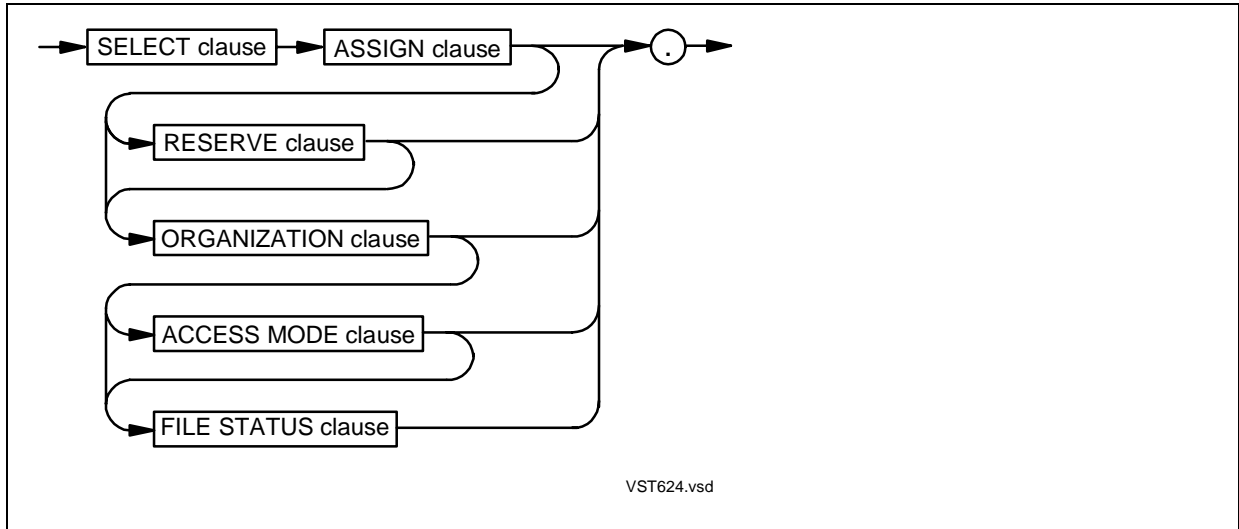 SELECT clause ASSIGN clause .
RESERVE clause
ORGANIZATION clause
ACCESS MODE clause
FILE STATUS clause
VST624.vsd